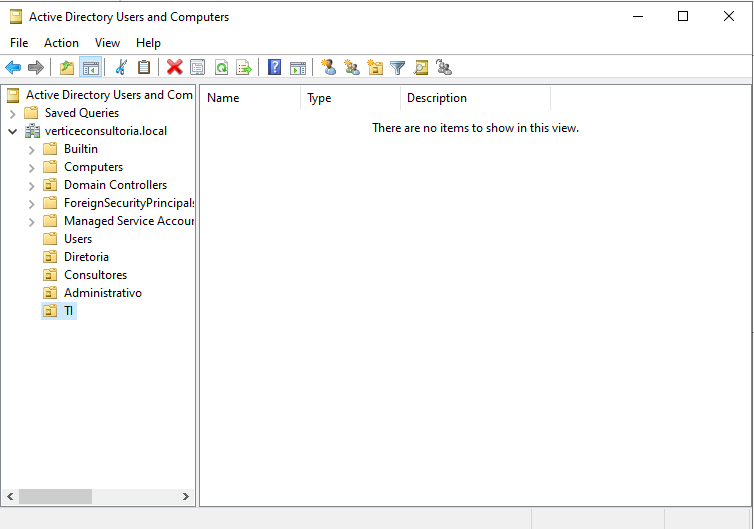 Active Directory Users and Computers
File Action View Help
Active Directory Users and Com
Saved Queries
verticeconsultoria.local
Builtin
Computers
Domain Controllers
ForeignSecurityPrincipals
Managed Service Accour
Users
Diretoria
Consultores
Administrativo
TI
Name Type Description
There are no items to show in this view.